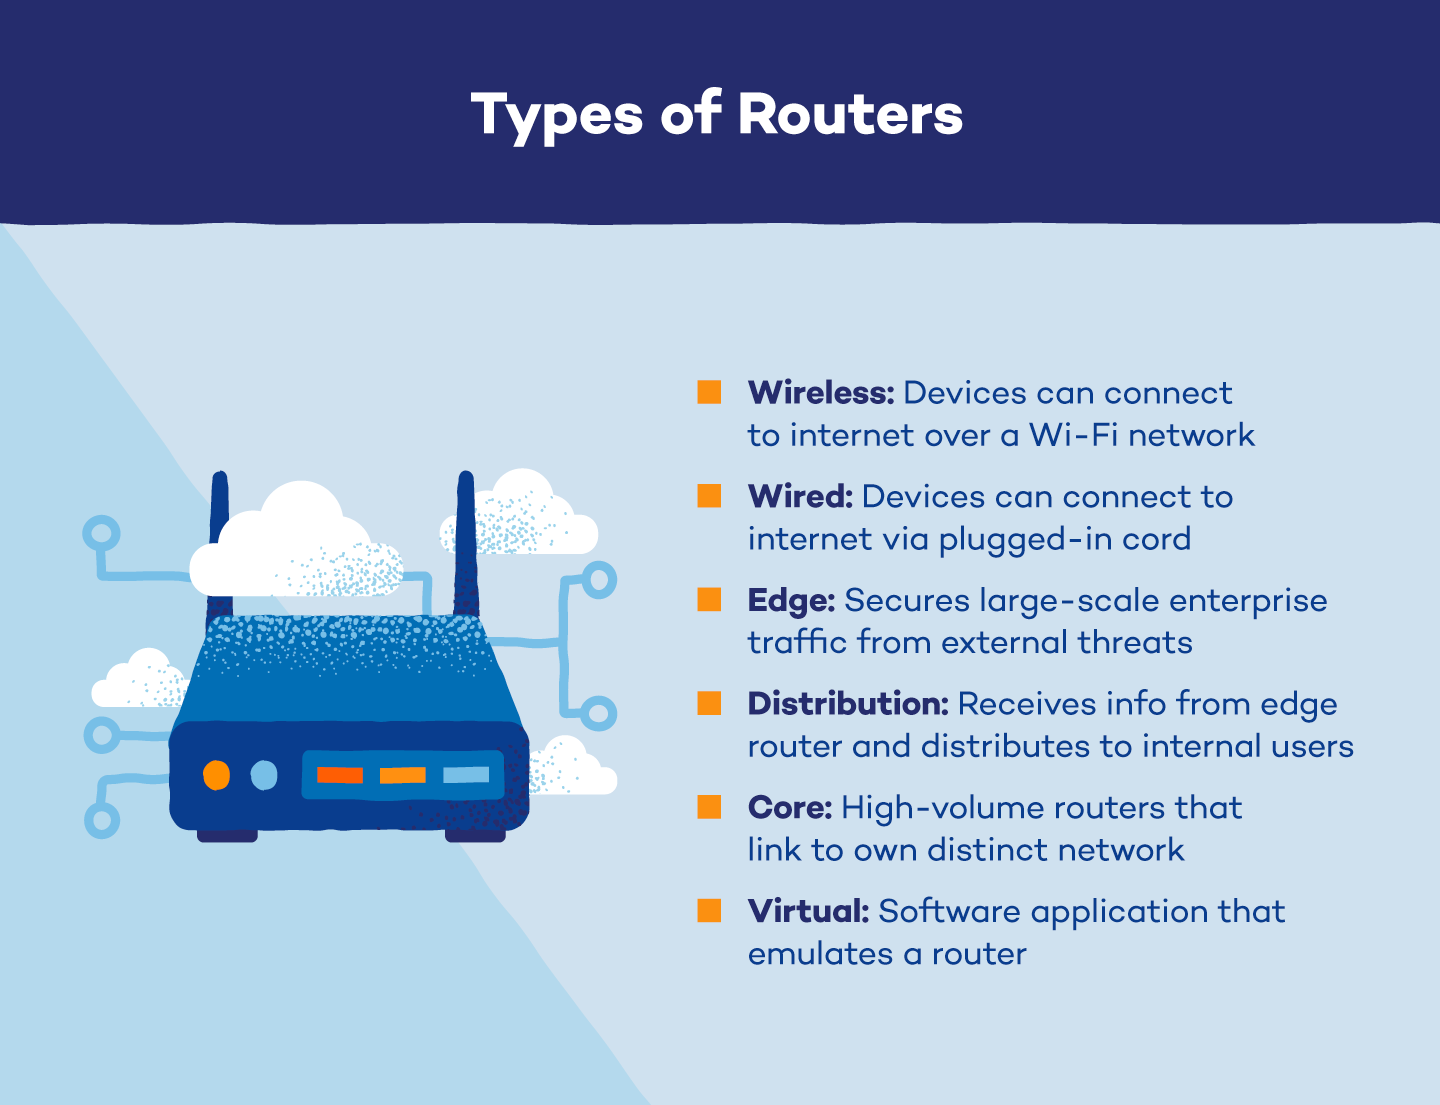 Types of Routers
Wireless: Devices can connect
to internet over a Wi-Fi network
Wired: Devices can connect to
internet via plugged-in cord
Edge: Secures large-scale enterprise
traffic from external threats
Distribution: Receives info from edge
router and distributes to internal users
Core: High-volume routers that
link to own distinct network
Virtual: Software application that
emulates a router